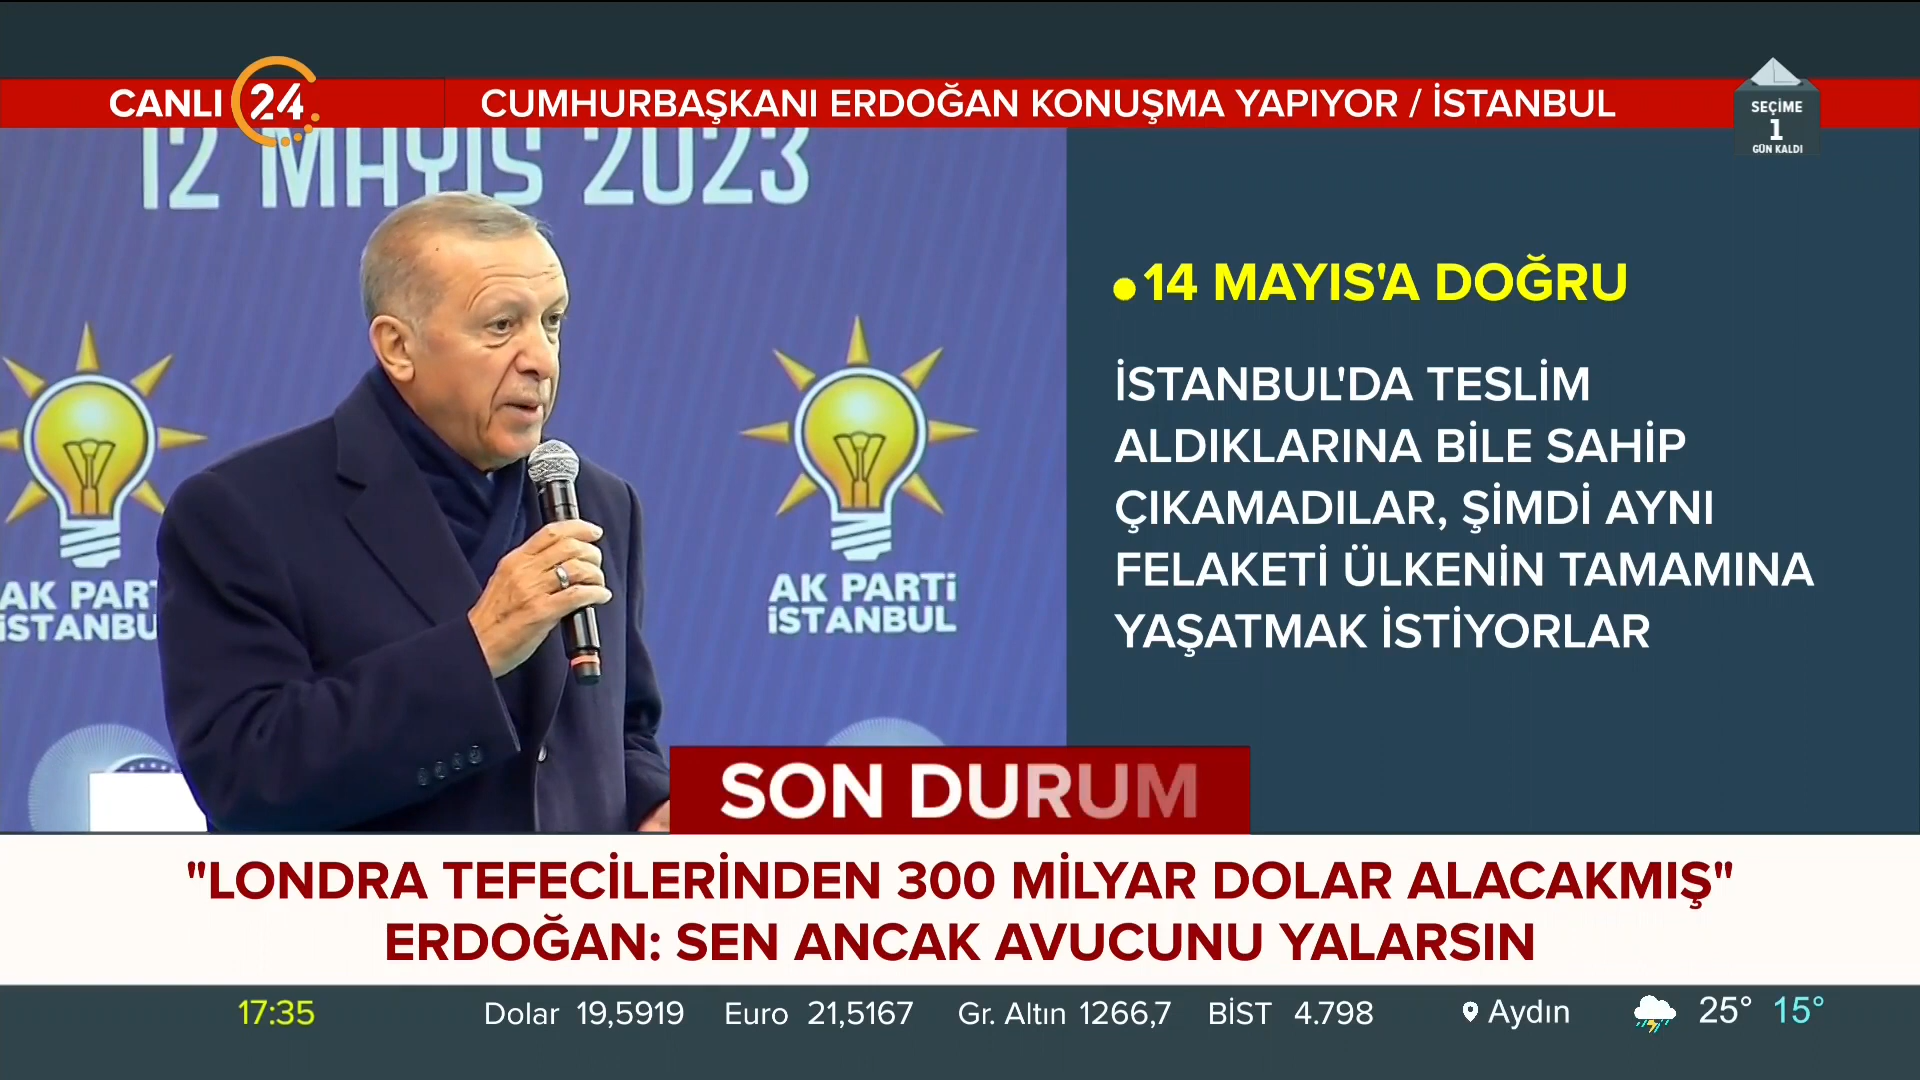 CANLI 24
CUMHURBAŞKANI ERDOĞAN KONUŞMA YAPIYOR / İSTANBUL
SEÇİME
1
GÜN KALDI
12 MAYIS 2023
AK PARTİ
İSTANBUL
AK PARTİ
İSTANBUL
14 MAYIS'A DOĞRU
İSTANBUL'DA TESLİM
ALDIKLARINA BİLE SAHİP
ÇIKAMADILAR, ŞİMDİ AYNI
FELAKETİ ÜLKENİN TAMAMINA
YAŞATMAK İSTİYORLAR
SON DURUM
"LONDRA TEFECİLERİNDEN 300 MİLYAR DOLAR ALACAKMIŞ"
ERDOĞAN: SEN ANCAK AVUCUNU YALARSIN
17:35 Dolar 19,5919 Euro 21,5167 Gr. Altın 1266,7 BİST 4.798 Aydın 25° 15°